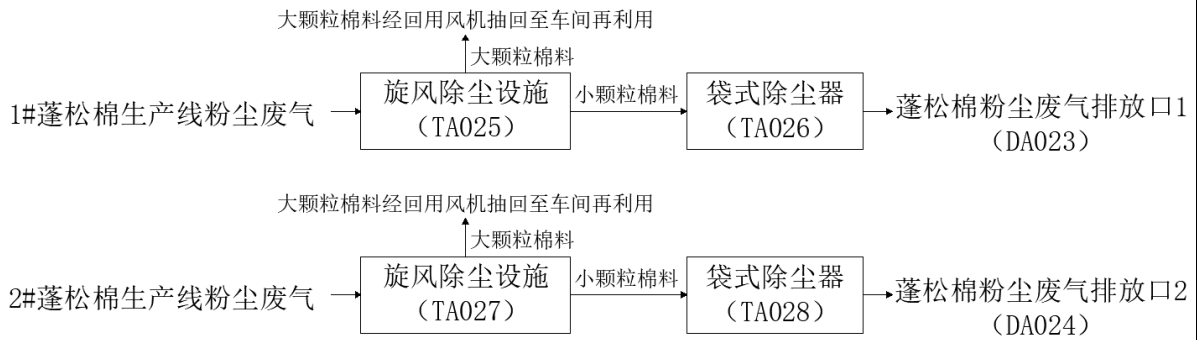 大颗粒棉料经回用风机抽回至车间再利用
大颗粒棉料
1#蓬松棉生产线粉尘废气
旋风除尘设施
（TA025）
小颗粒棉料
袋式除尘器
（TA026）
蓬松棉粉尘废气排放口1
（DA023）
大颗粒棉料经回用风机抽回至车间再利用
大颗粒棉料
2#蓬松棉生产线粉尘废气
旋风除尘设施
（TA027）
小颗粒棉料
袋式除尘器
（TA028）
蓬松棉粉尘废气排放口2
（DA024）